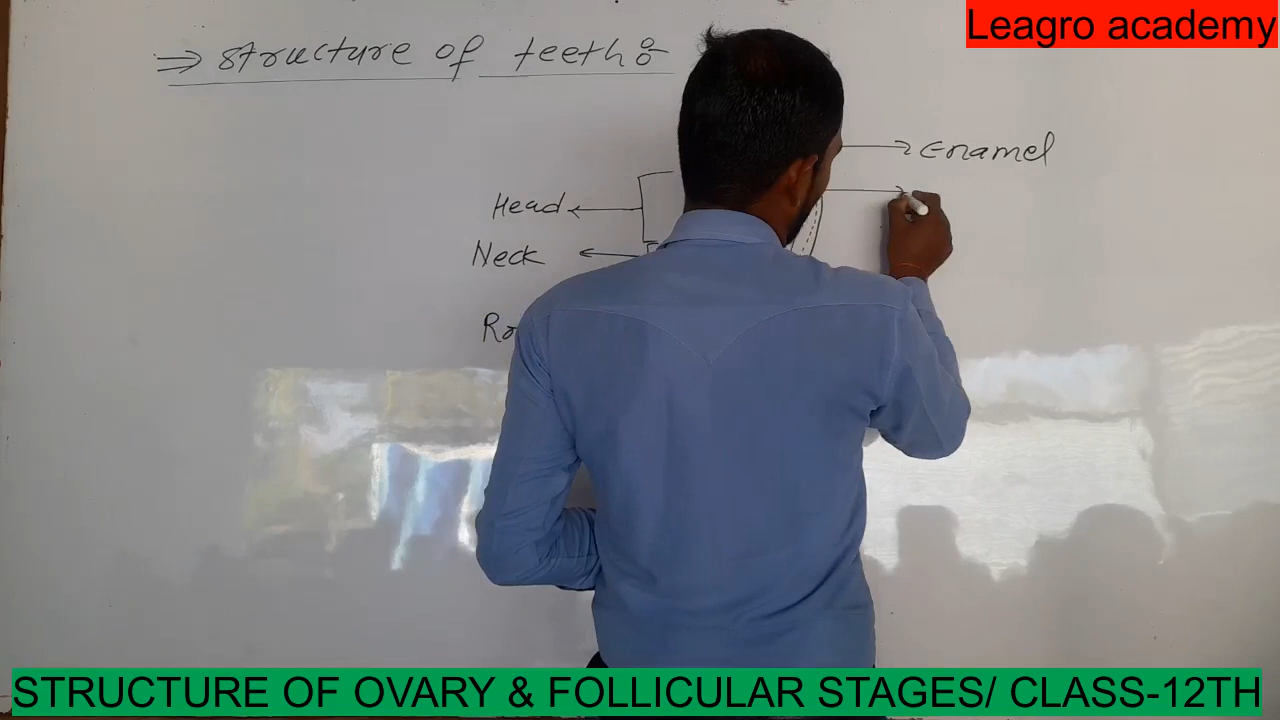 Leagro academy
⇒ Structure of teeth:
Enamel
Head
Neck
STRUCTURE OF OVARY & FOLLICULAR STAGES/ CLASS-12TH